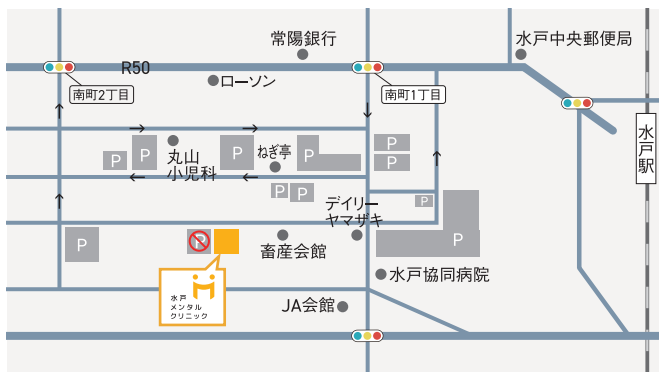 常陽銀行
水戸中央郵便局
R50
ローソン
南町2丁目
南町1丁目
水戸駅
P
P
P
P
P
P
丸山
小児科
ねぎ亭
P
P
P
デイリー
ヤマザキ
P
P
P
畜産会館
水戸協同病院
水戸
メンタル
クリニック
JA会館